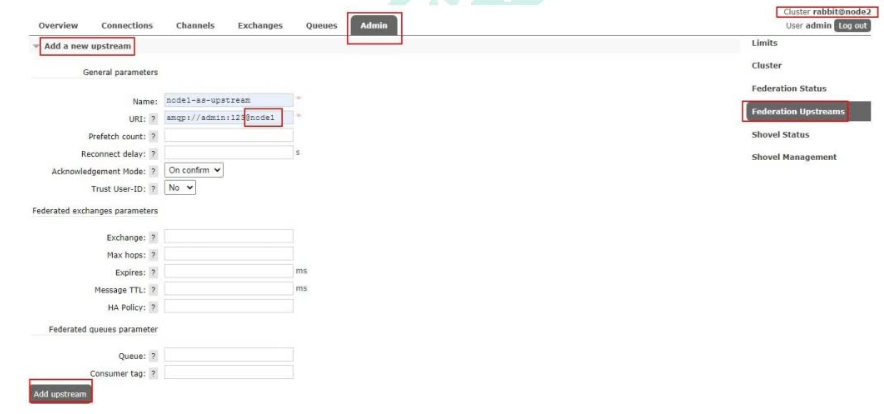 Cluster rabbit@node2
Overview Connections Channels Exchanges Queues Admin
User admin Log out
Add a new upstream
Limits
General parameters
Cluster
Federation Status
Name: node1-as-upstream *
Federation Upstreams
URI: ? amqp://admin:123@node1 *
Prefetch count: ?
Shovel Status
Reconnect delay: ? s
Shovel Management
Acknowledgement Mode: ? On confirm
Trust User-ID: ? No
Federated exchanges parameters
Exchange: ?
Max hops: ?
Expires: ? ms
Message TTL: ? ms
HA Policy: ?
Federated queues parameter
Queue: ?
Consumer tag: ?
Add upstream